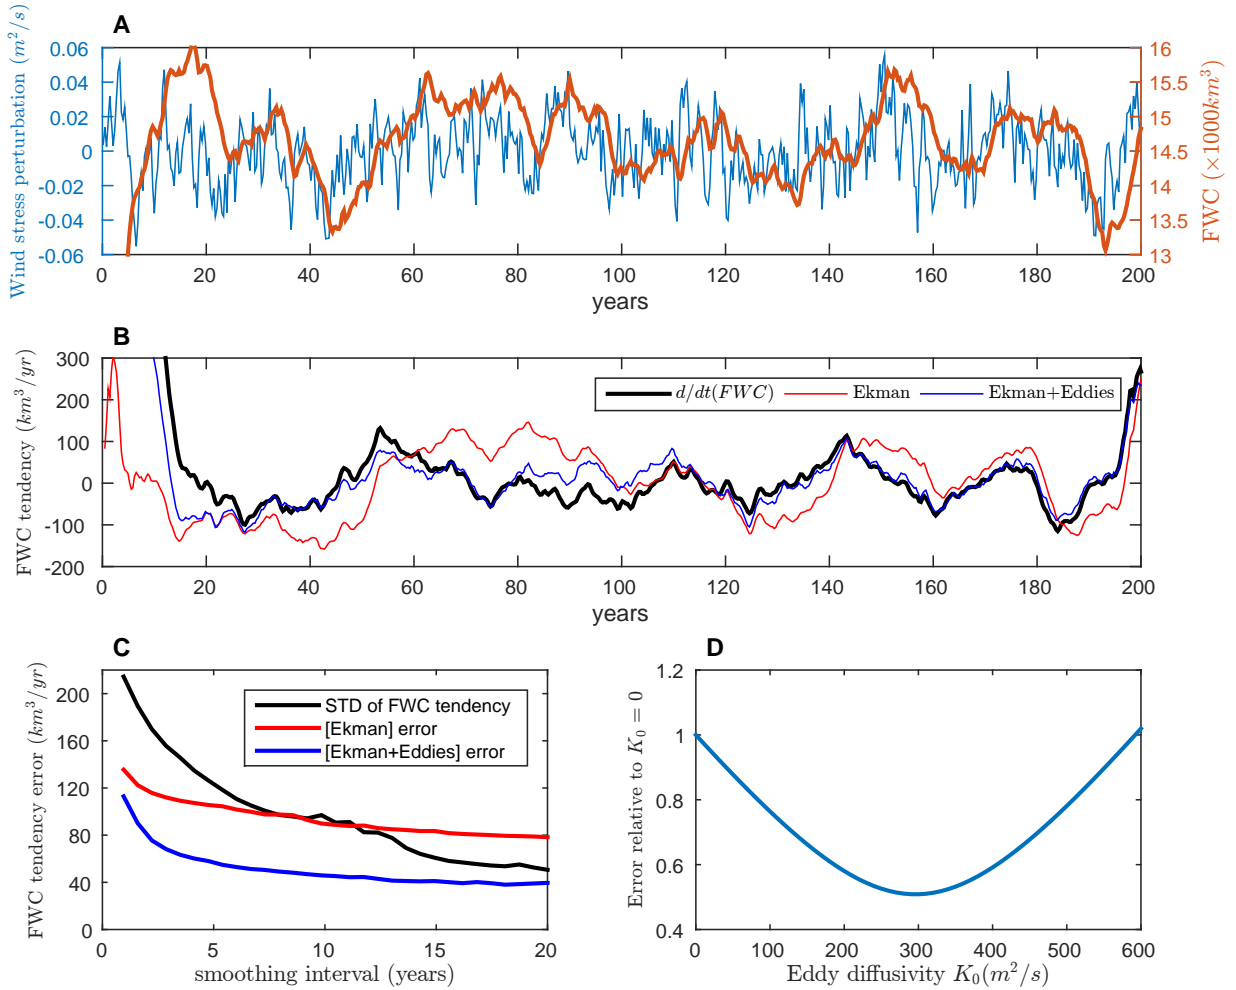 A
Wind stress perturbation (m²/s)
0.06
0.04
0.02
0
-0.02
-0.04
-0.06
16
15.5
15
14.5
14
13.5
13
FWC (×1000km³)
0 20 40 60 80 100 120 140 160 180 200
years
B
FWC tendency (km³/yr)
300
200
100
0
-100
-200
d/dt(FWC) Ekman Ekman+Eddies
0 20 40 60 80 100 120 140 160 180 200
years
C
FWC tendency error (km³/yr)
200
160
120
80
40
0
STD of FWC tendency
[Ekman] error
[Ekman+Eddies] error
0 5 10 15 20
smoothing interval (years)
D
Error relative to K₀ = 0
1.2
1
0.8
0.6
0.4
0 100 200 300 400 500 600
Eddy diffusivity K₀(m²/s)